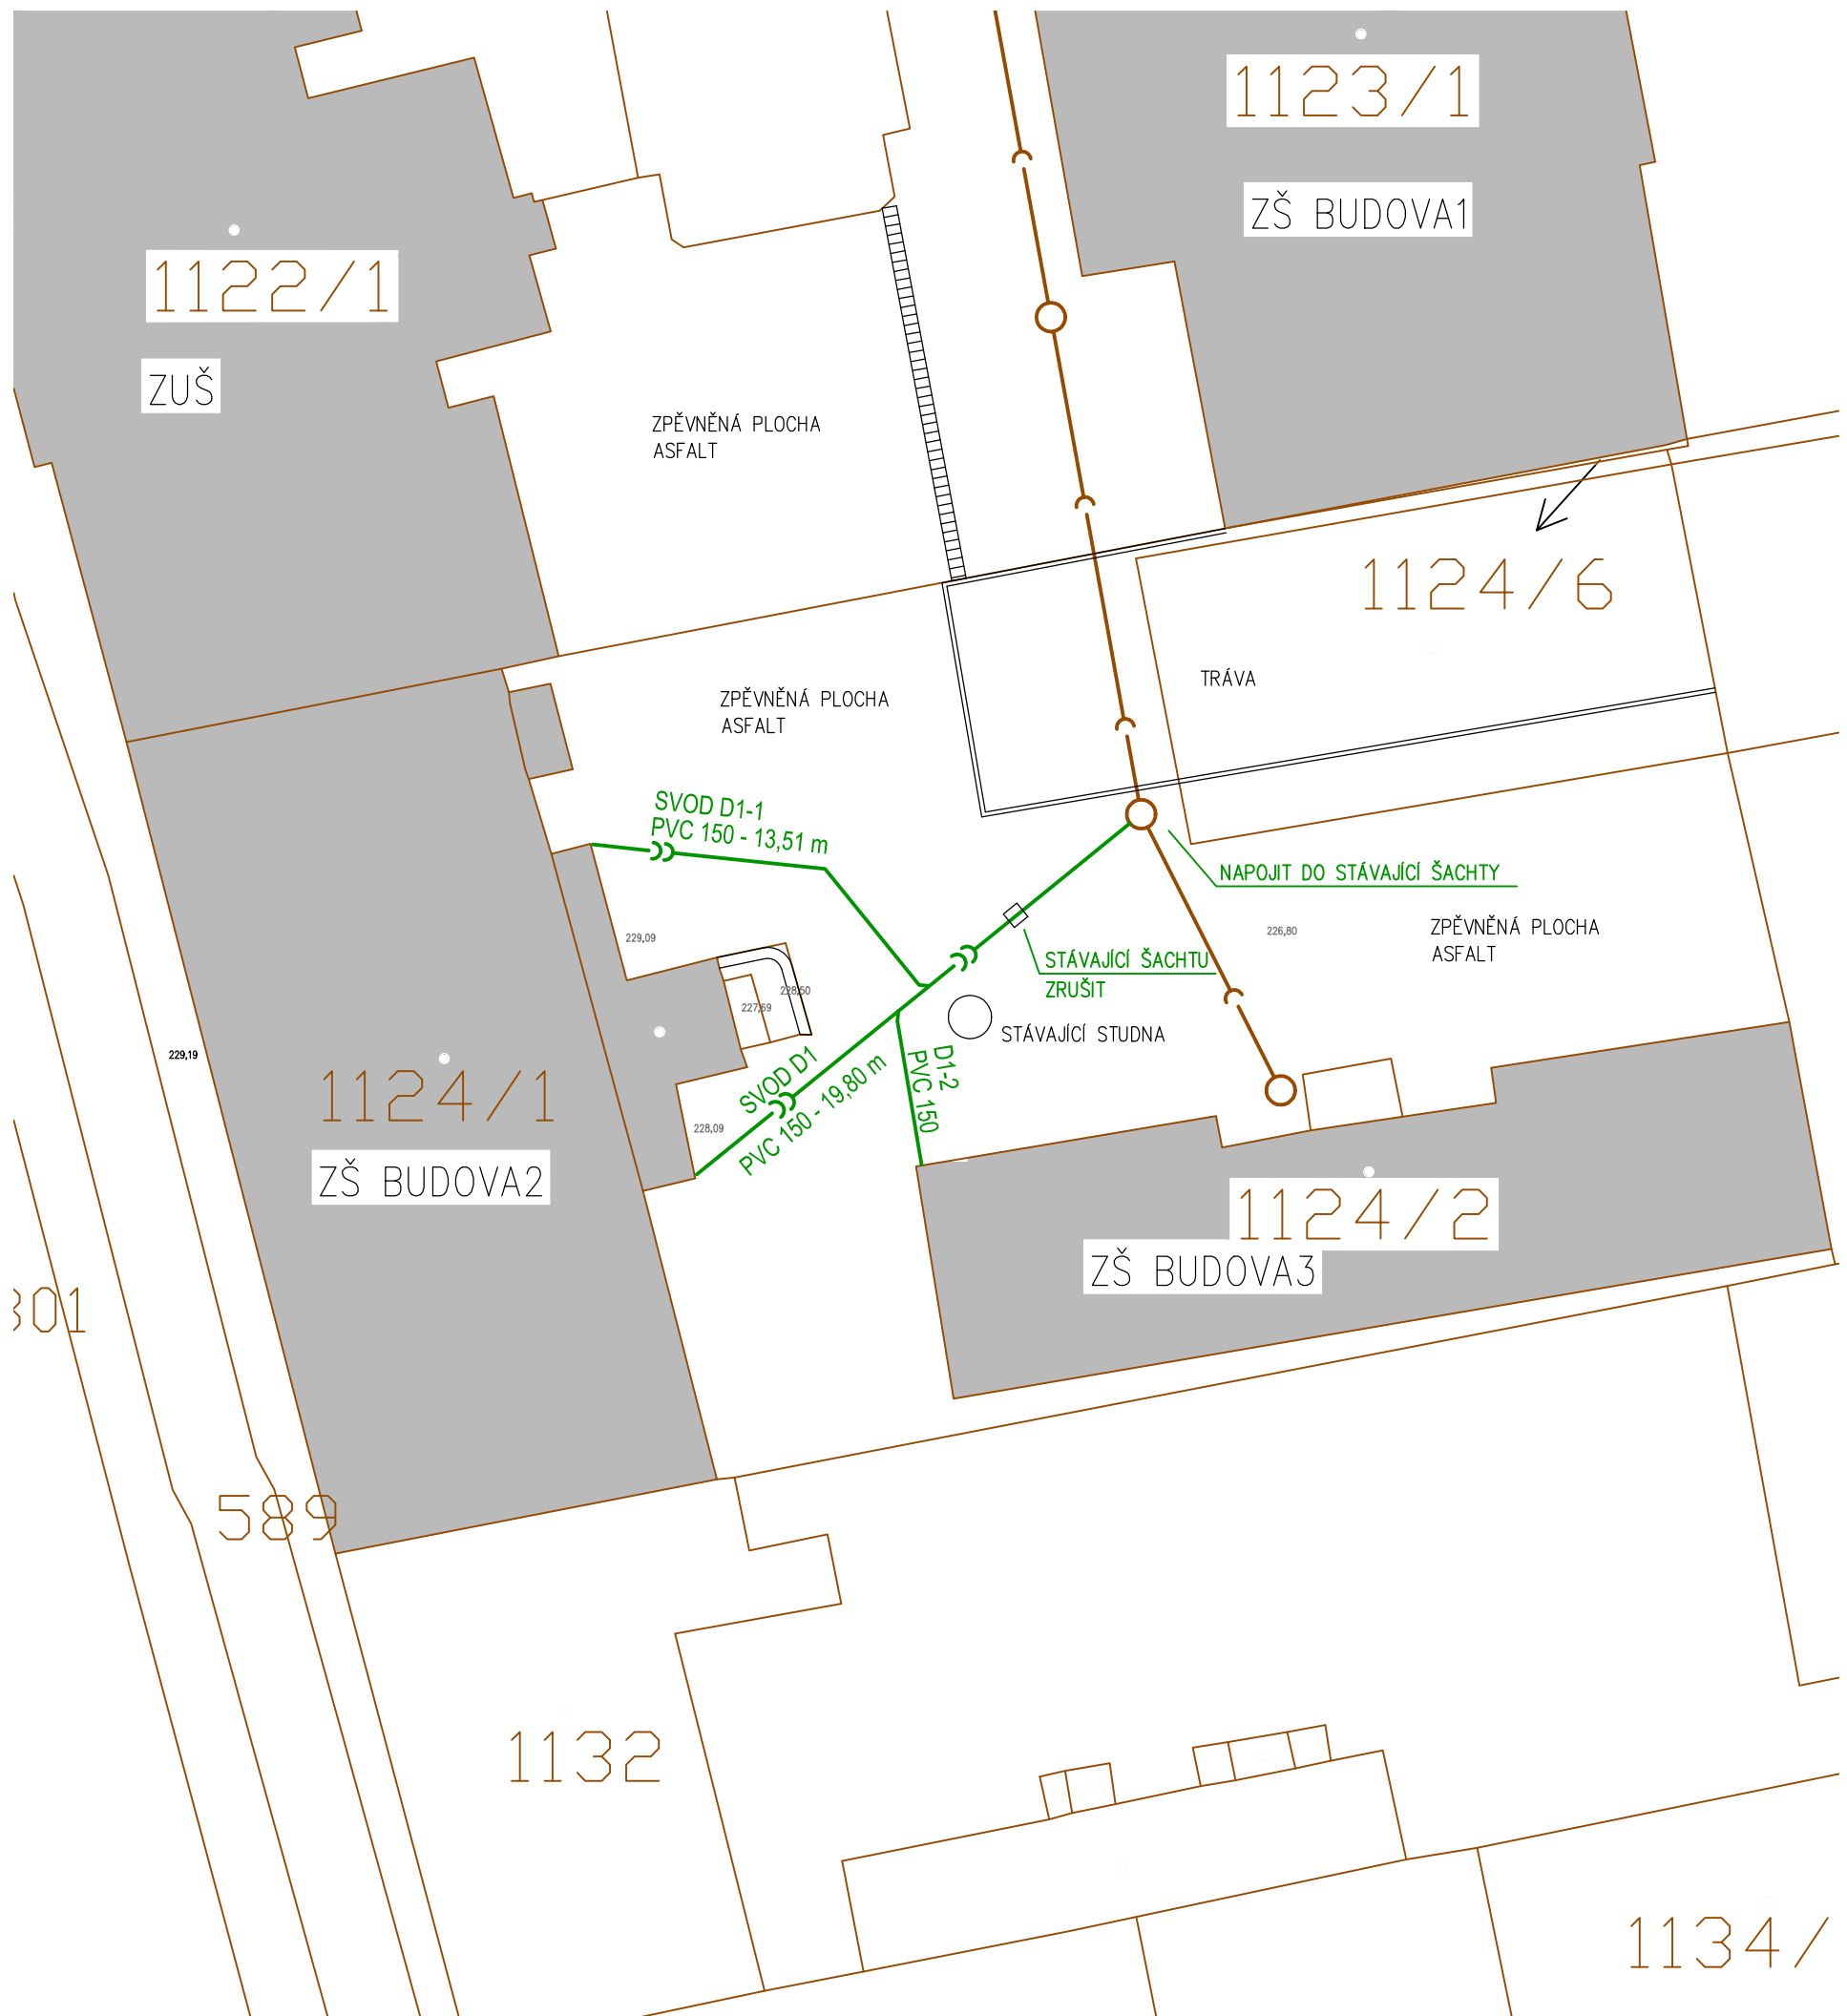 1123/1
ZŠ BUDOVA1
1122/1
ZUŠ
ZPĚVNĚNÁ PLOCHA
ASFALT
1124/6
TRÁVA
ZPĚVNĚNÁ PLOCHA
ASFALT
SVOD D1-1
PVC 150 - 13,51 m
NAPOJIT DO STÁVAJÍCÍ ŠACHTY
ZPĚVNĚNÁ PLOCHA
ASFALT
226,80
229,09
STÁVAJÍCÍ ŠACHTU
ZRUŠIT
228,50
227,69
STÁVAJÍCÍ STUDNA
229,19
SVOD D1
PVC 150 - 19,80 m
D1-2
PVC 150
1124/1
228,09
ZŠ BUDOVA2
1124/2
ZŠ BUDOVA3
301
589
1132
1134/